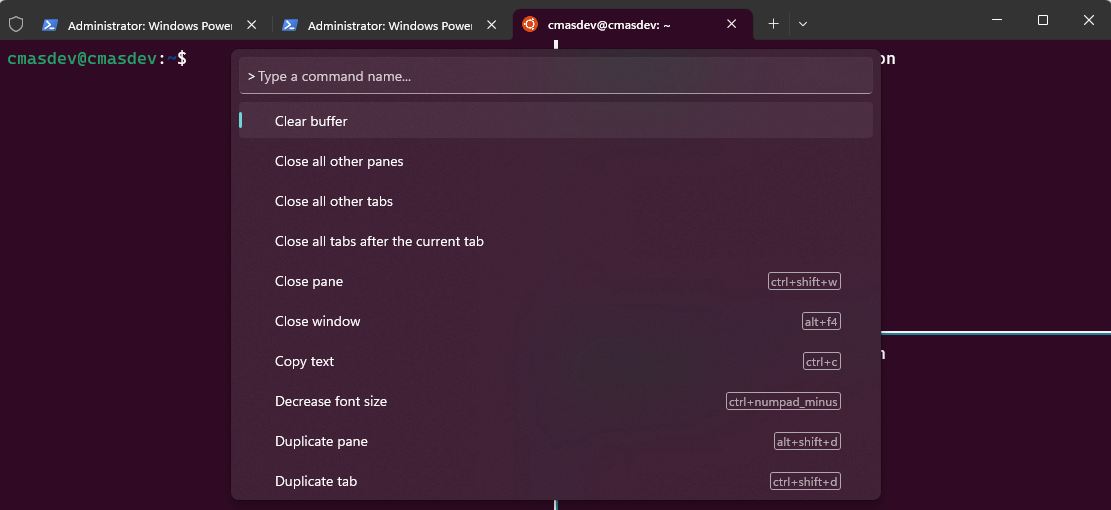 Administrator: Windows Power
Administrator: Windows Power
cmasdev@cmasdev: ~
cmasdev@cmasdev:~$
on
> Type a command name...
Clear buffer
Close all other panes
Close all other tabs
Close all tabs after the current tab
Close pane ctrl+shift+w
Close window alt+f4
Copy text ctrl+c
Decrease font size ctrl+numpad_minus
Duplicate pane alt+shift+d
Duplicate tab ctrl+shift+d